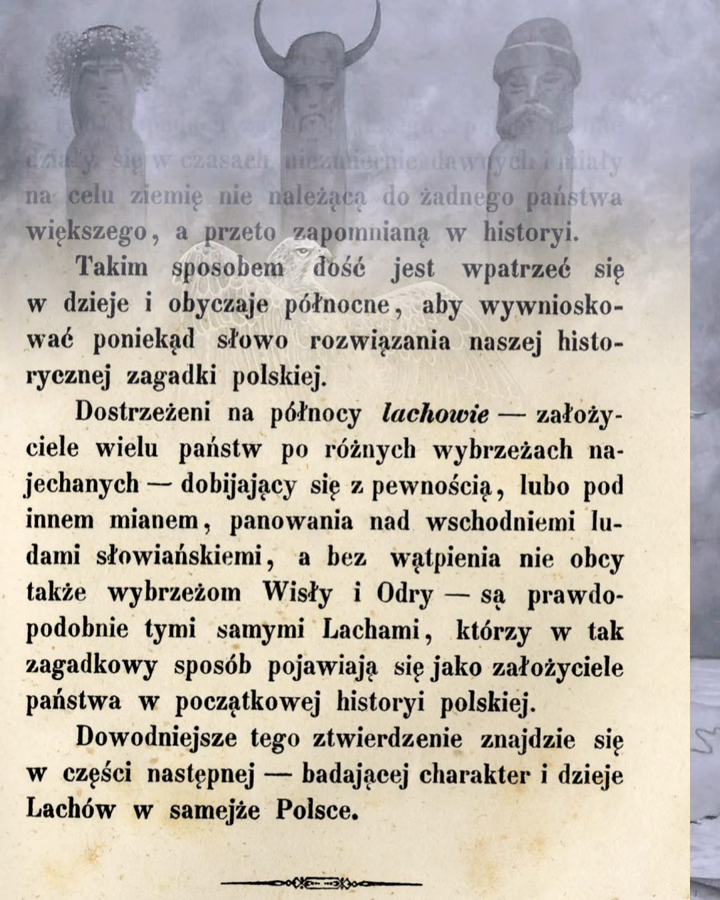 działy się w czasach niezmiernie dawnych i miały
na celu ziemię nie należącą do żadnego państwa
większego, a przeto zapomnianą w historyi.
Takim sposobem dość jest wpatrzeć się
w dzieje i obyczaje północne, aby wywniosko-
wać poniekąd słowo rozwiązania naszej histo-
rycznej zagadki polskiej.
Dostrzeżeni na północy lachowie — założy-
ciele wielu państw po różnych wybrzeżach na-
jechanych — dobijający się z pewnością, lubo pod
innem mianem, panowania nad wschodniemi lu-
dami słowiańskiemi, a bez wątpienia nie obcy
także wybrzeżom Wisły i Odry — są prawdo-
podobnie tymi samymi Lachami, którzy w tak
zagadkowy sposób pojawiają się jako założyciele
państwa w początkowej historyi polskiej.
Dowodniejsze tego ztwierdzenie znajdzie się
w części następnej — badającej charakter i dzieje
Lachów w samejże Polsce.